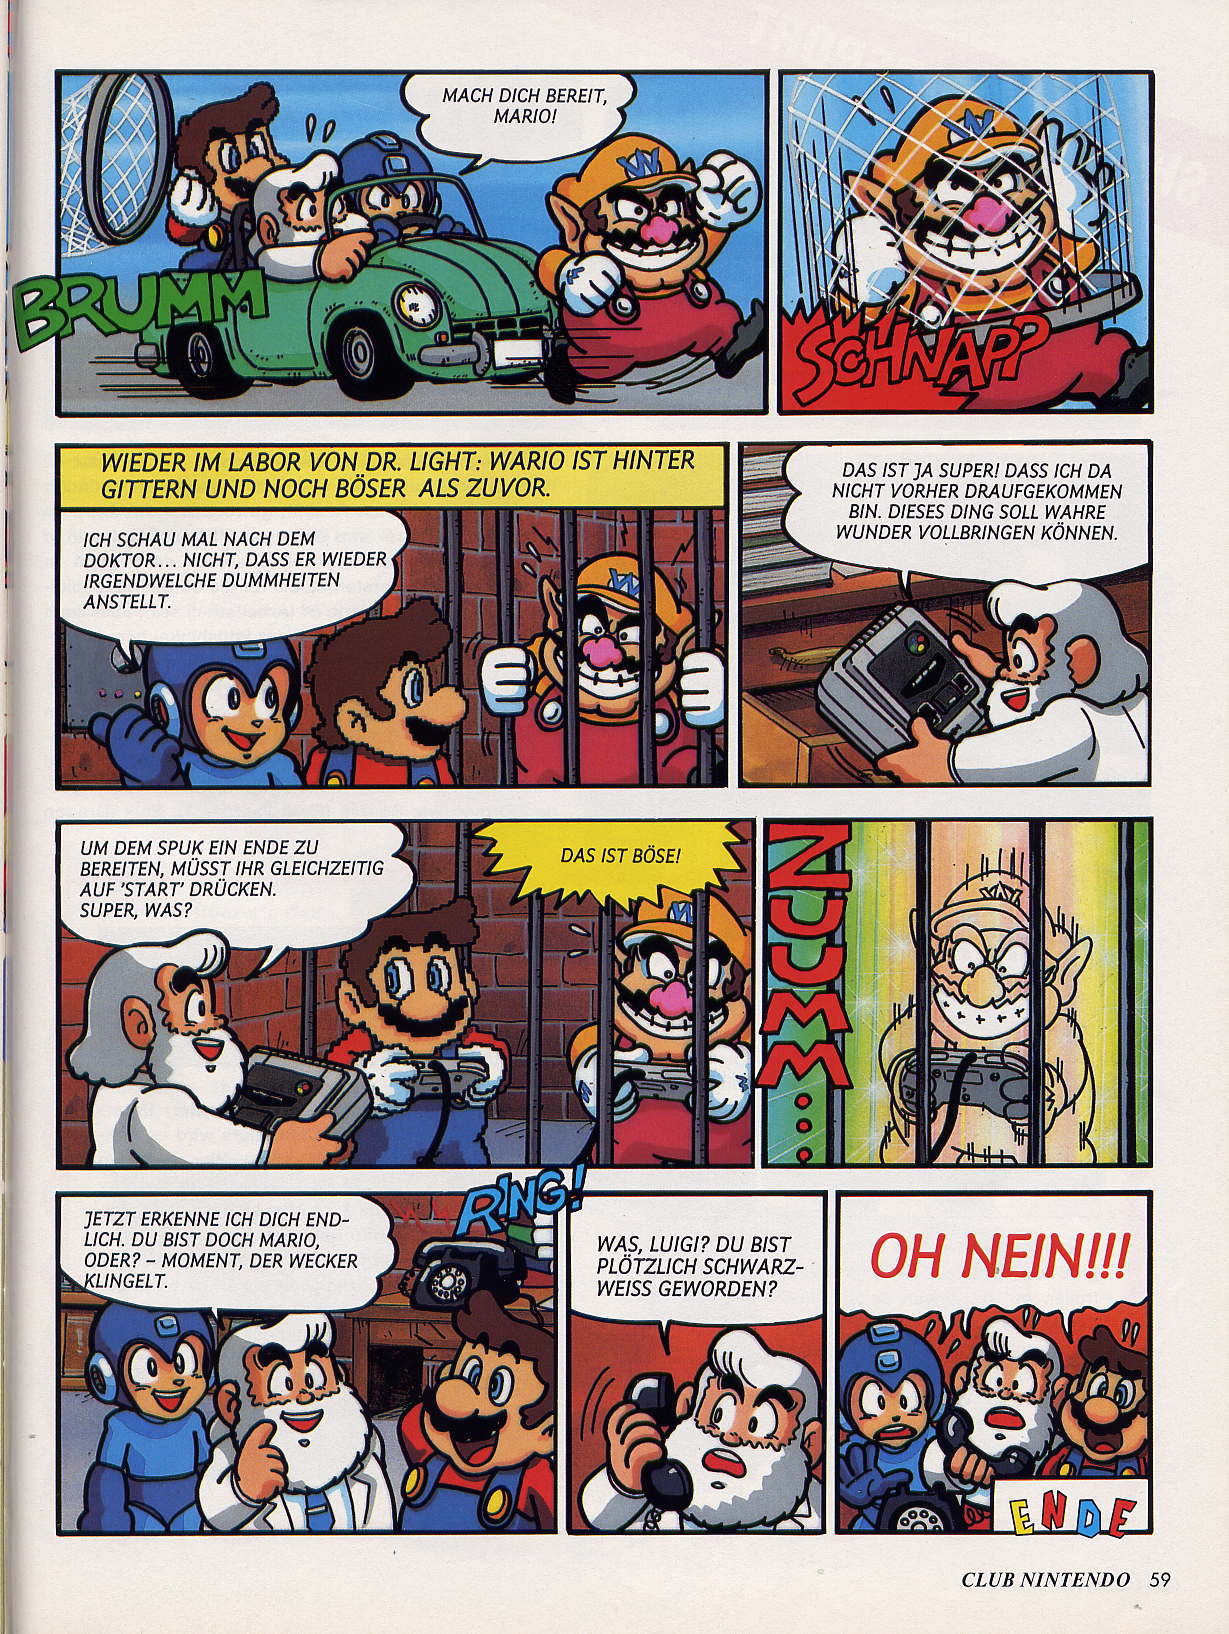 MACH DICH BEREIT,
MARIO!
BRUMM
SCHNAPP
WIEDER IM LABOR VON DR. LIGHT: WARIO IST HINTER
GITTERN UND NOCH BÖSER ALS ZUVOR.
ICH SCHAU MAL NACH DEM
DOKTOR... NICHT, DASS ER WIEDER
IRGENDWELCHE DUMMHEITEN
ANSTELLT.
DAS IST JA SUPER! DASS ICH DA
NICHT VORHER DRAUFGEKOMMEN
BIN. DIESES DING SOLL WAHRE
WUNDER VOLLBRINGEN KÖNNEN.
UM DEM SPUK EIN ENDE ZU
BEREITEN, MÜSST IHR GLEICHZEITIG
AUF 'START' DRÜCKEN.
SUPER, WAS?
DAS IST BÖSE!
ZUUMM...
JETZT ERKENNE ICH DICH END-
LICH. DU BIST DOCH MARIO,
ODER? – MOMENT, DER WECKER
KLINGELT.
RING!
WAS, LUIGI? DU BIST
PLÖTZLICH SCHWARZ-
WEISS GEWORDEN?
OH NEIN!!!
ENDE
CLUB NINTENDO 59